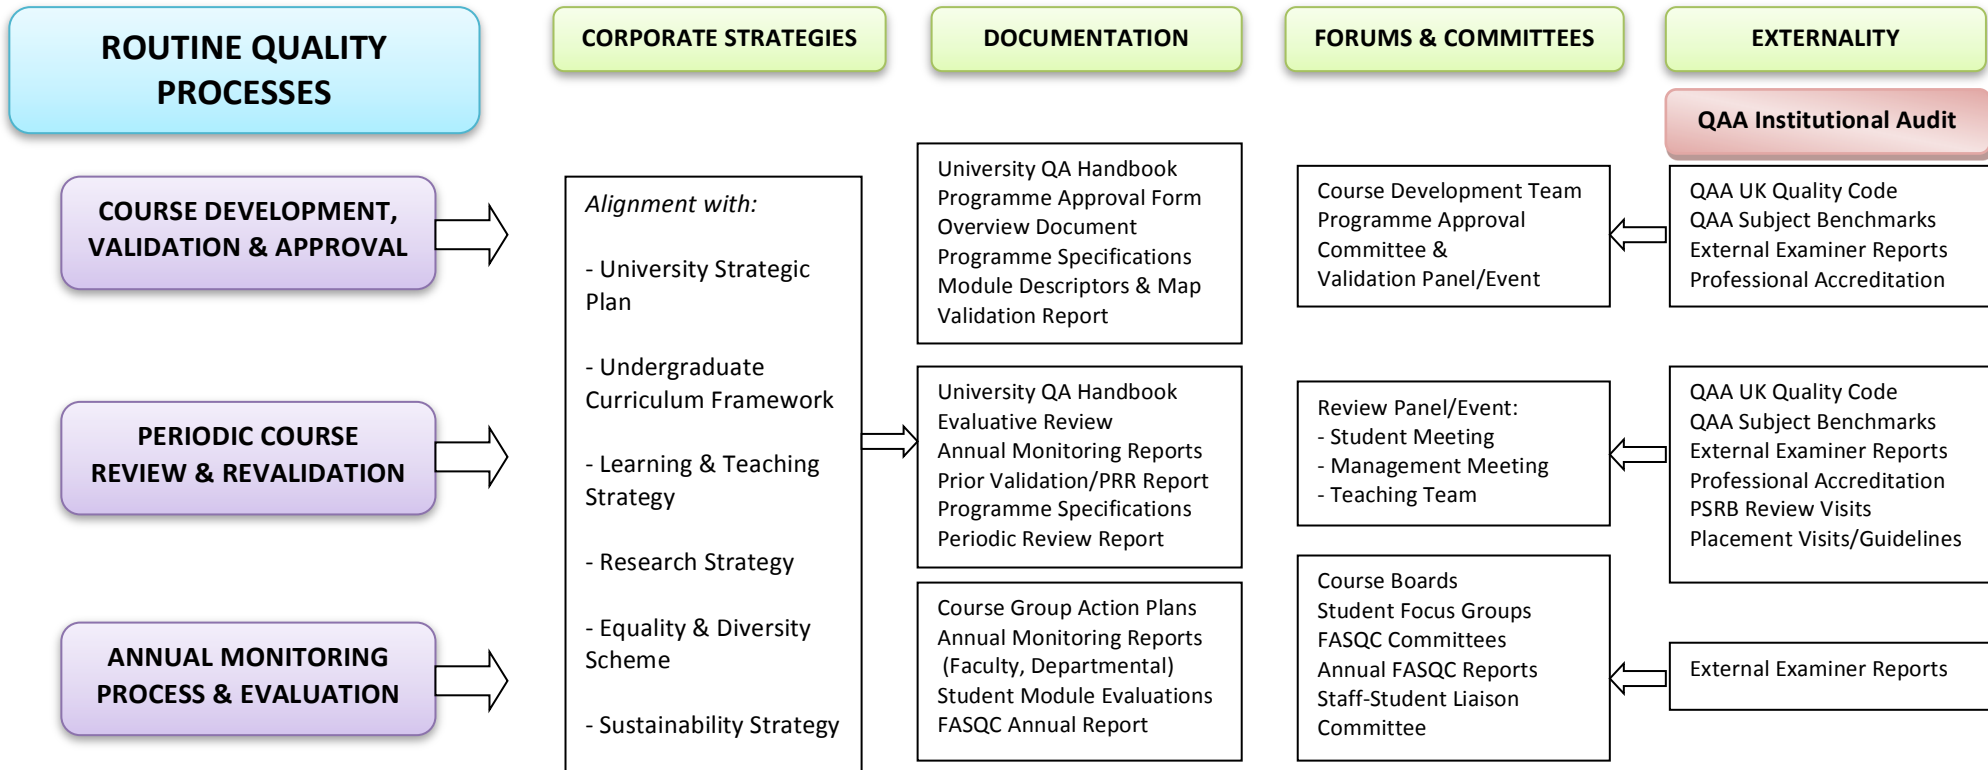 ROUTINE QUALITY
PROCESSES
CORPORATE STRATEGIES
DOCUMENTATION
FORUMS & COMMITTEES
EXTERNALITY
QAA Institutional Audit
COURSE DEVELOPMENT,
VALIDATION & APPROVAL
PERIODIC COURSE
REVIEW & REVALIDATION
ANNUAL MONITORING
PROCESS & EVALUATION
Alignment with:
- University Strategic
Plan
- Undergraduate
Curriculum Framework
- Learning & Teaching
Strategy
- Research Strategy
- Equality & Diversity
Scheme
- Sustainability Strategy
University QA Handbook
Programme Approval Form
Overview Document
Programme Specifications
Module Descriptors & Map
Validation Report
University QA Handbook
Evaluative Review
Annual Monitoring Reports
Prior Validation/PRR Report
Programme Specifications
Periodic Review Report
Course Group Action Plans
Annual Monitoring Reports
(Faculty, Departmental)
Student Module Evaluations
FASQC Annual Report
Course Development Team
Programme Approval
Committee &
Validation Panel/Event
Review Panel/Event:
- Student Meeting
- Management Meeting
- Teaching Team
Course Boards
Student Focus Groups
FASQC Committees
Annual FASQC Reports
Staff-Student Liaison
Committee
QAA UK Quality Code
QAA Subject Benchmarks
External Examiner Reports
Professional Accreditation
QAA UK Quality Code
QAA Subject Benchmarks
External Examiner Reports
Professional Accreditation
PSRB Review Visits
Placement Visits/Guidelines
External Examiner Reports